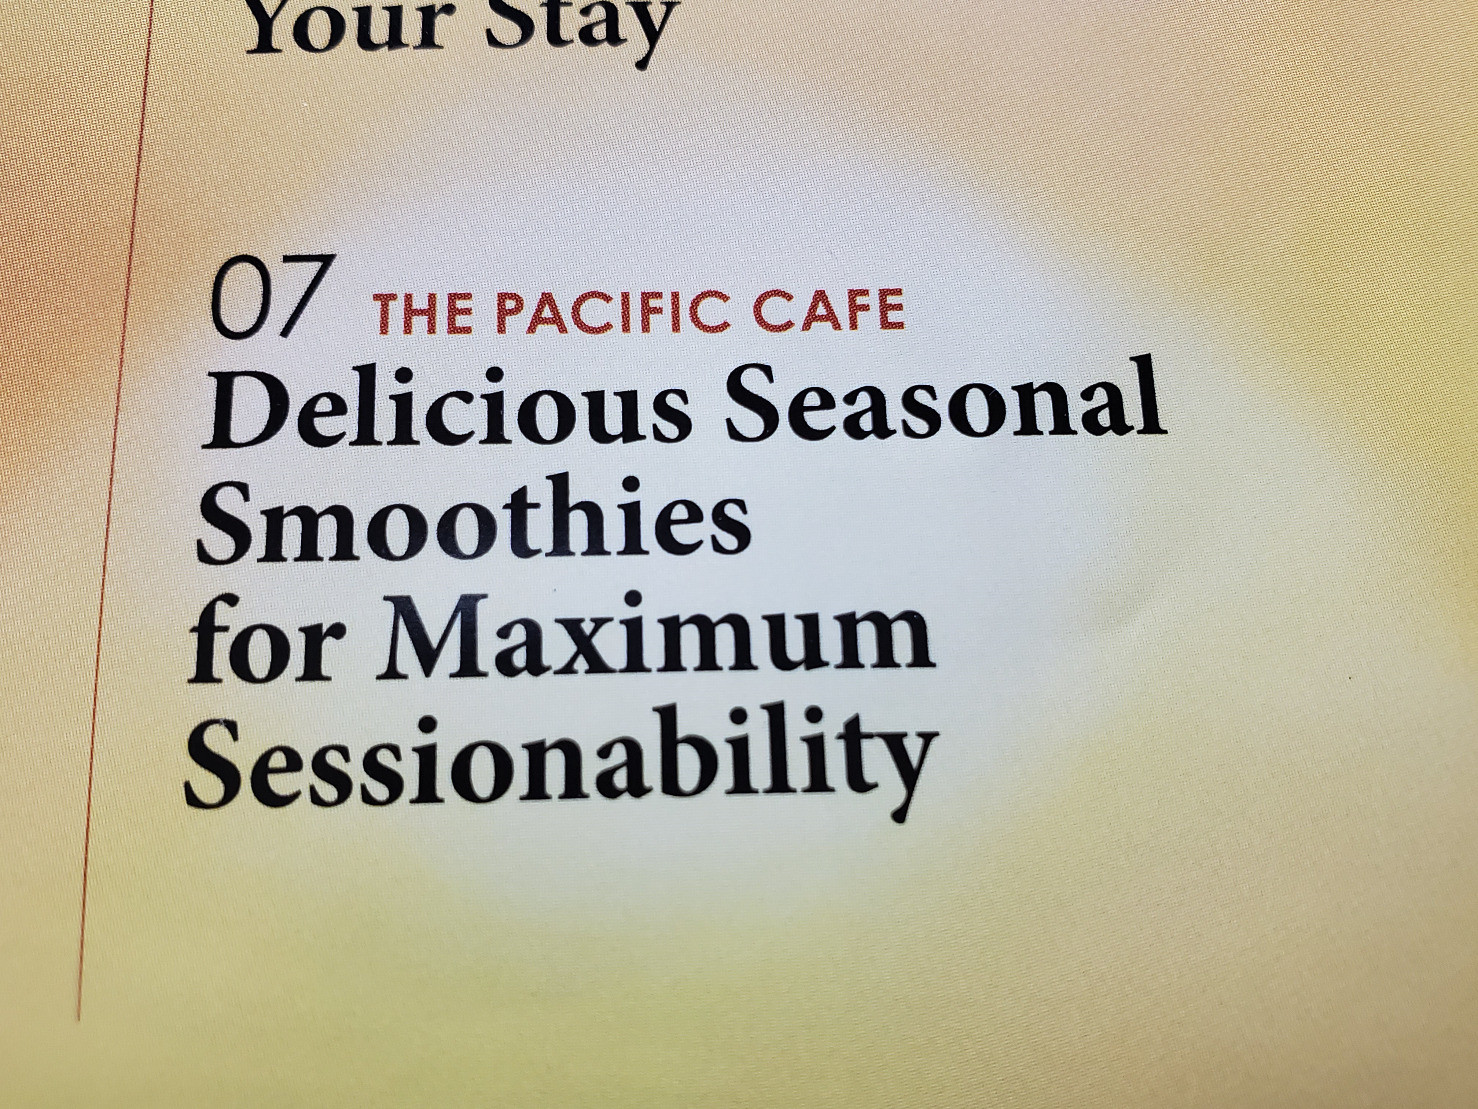 Your Stay
07 THE PACIFIC CAFE
Delicious Seasonal
Smoothies
for Maximum
Sessionability